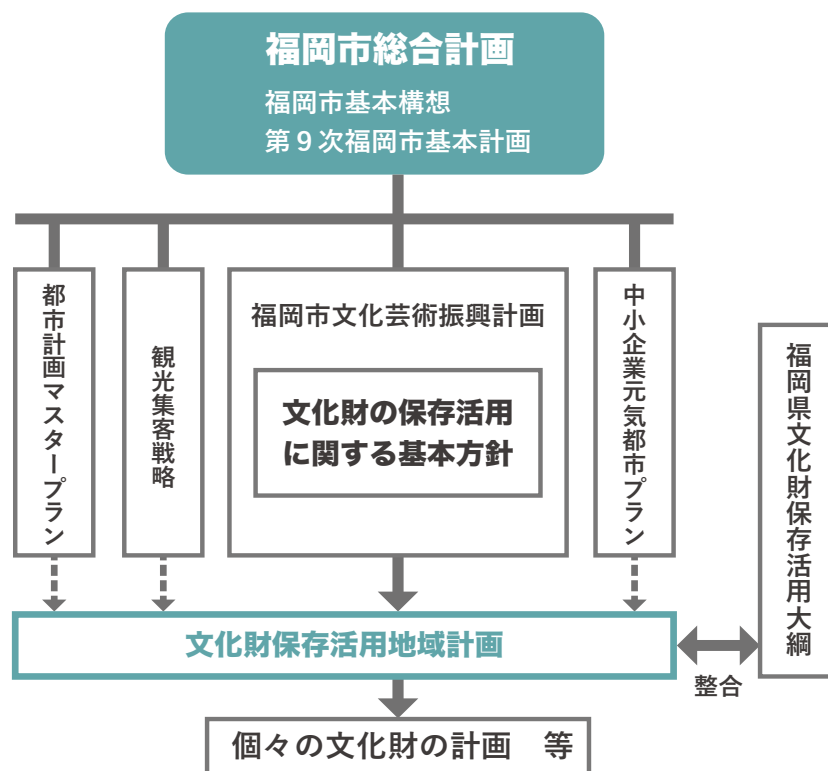 福岡市総合計画
福岡市基本構想
第９次福岡市基本計画
都市計画マスタープラン
観光集客戦略
福岡市文化芸術振興計画
文化財の保存活用
に関する基本方針
中小企業元気都市プラン
福岡県文化財保存活用大綱
文化財保存活用地域計画
整合
個々の文化財の計画　等